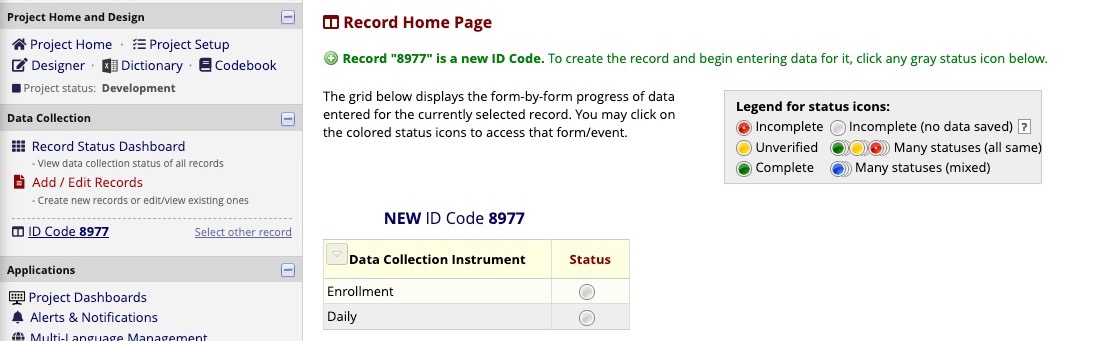 Project Home and Design
Project Home · Project Setup
Designer · Dictionary · Codebook
Project status: Development
Data Collection
Record Status Dashboard
- View data collection status of all records
Add / Edit Records
- Create new records or edit/view existing ones
ID Code 8977 Select other record
Applications
Project Dashboards
Alerts & Notifications
Multi-Language Management
Record Home Page
Record "8977" is a new ID Code. To create the record and begin entering data for it, click any gray status icon below.
The grid below displays the form-by-form progress of data
entered for the currently selected record. You may click on
the colored status icons to access that form/event.
Legend for status icons:
Incomplete Incomplete (no data saved) ?
Unverified Many statuses (all same)
Complete Many statuses (mixed)
NEW ID Code 8977
Data Collection Instrument Status
Enrollment
Daily